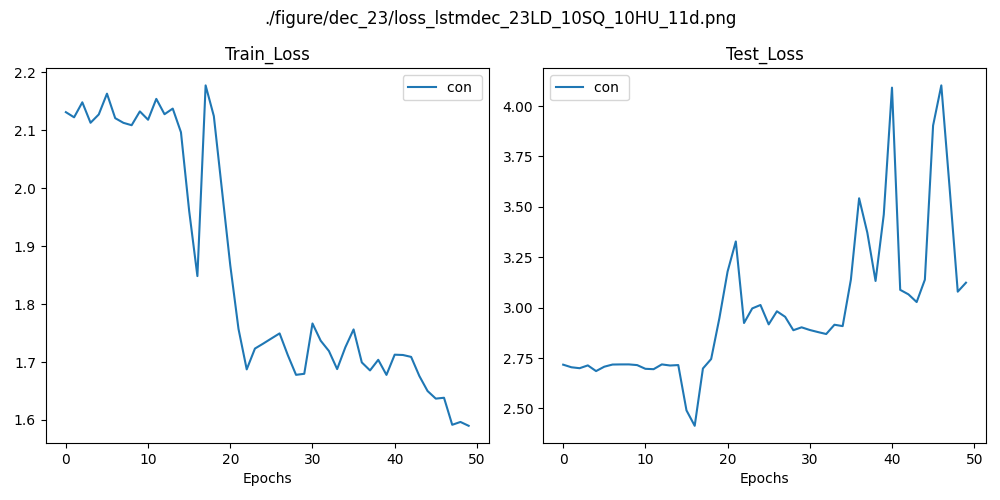 ./figure/dec_23/loss_lstmdec_23LD_10SQ_10HU_11d.png
Train_Loss
con
2.2
2.1
2.0
1.9
1.8
1.7
1.6
0 10 20 30 40 50
Epochs
Test_Loss
con
4.00
3.75
3.50
3.25
3.00
2.75
2.50
0 10 20 30 40 50
Epochs